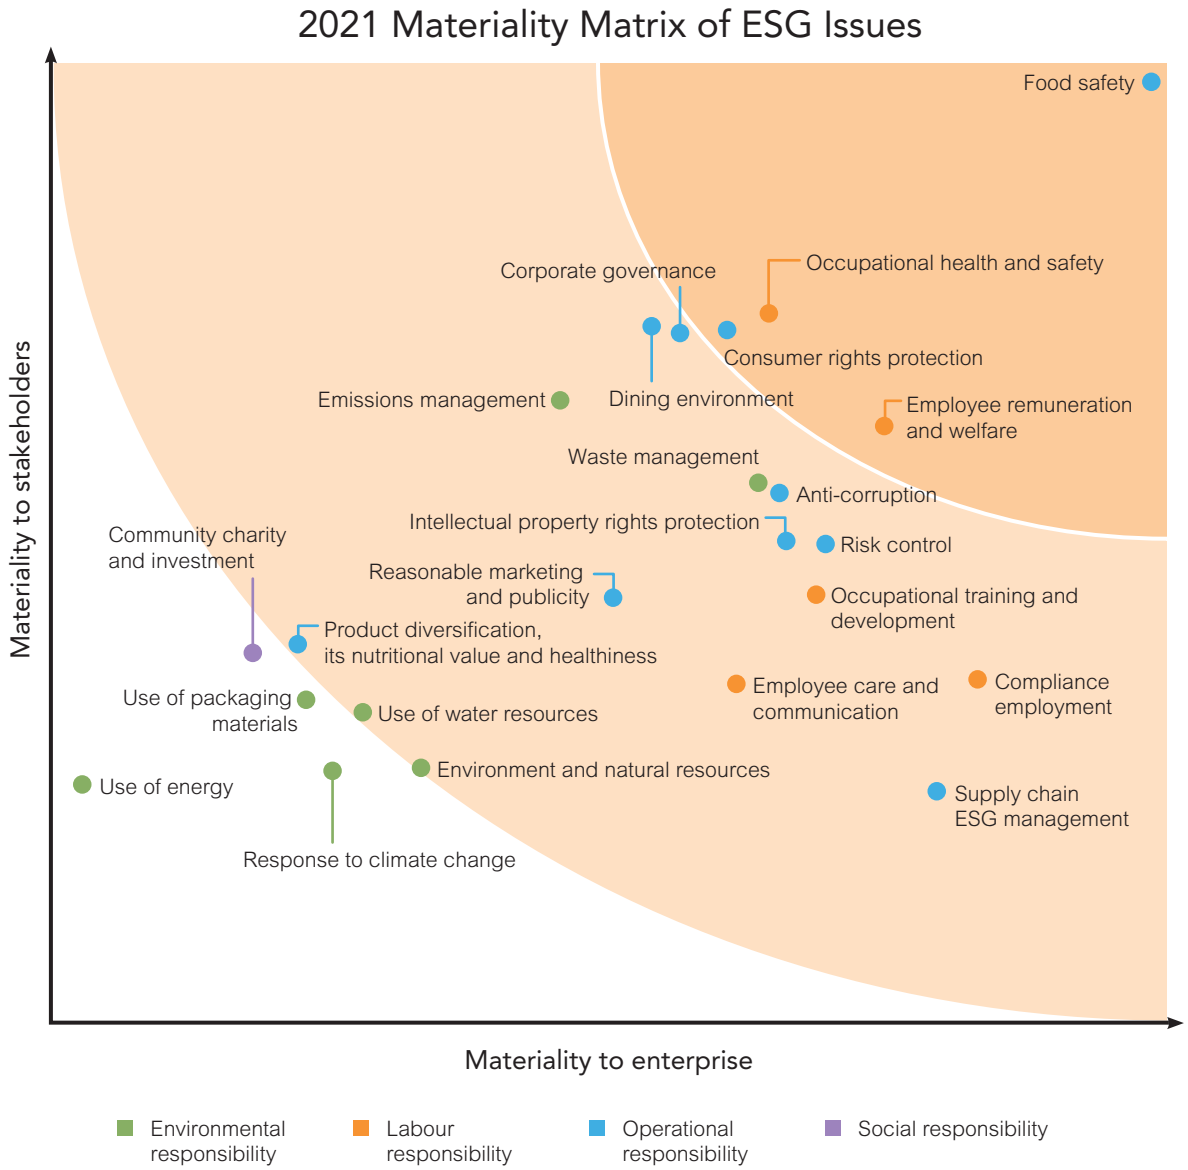 2021 Materiality Matrix of ESG Issues
Food safety
Occupational health and safety
Corporate governance
Consumer rights protection
Dining environment
Emissions management
Employee remuneration
and welfare
Waste management
Anti-corruption
Intellectual property rights protection
Risk control
Community charity
and investment
Reasonable marketing
and publicity
Occupational training and
development
Product diversification,
its nutritional value and healthiness
Employee care and
communication
Compliance
employment
Use of packaging
materials
Use of water resources
Environment and natural resources
Use of energy
Supply chain
ESG management
Response to climate change
Materiality to stakeholders
Materiality to enterprise
Environmental
responsibility
Labour
responsibility
Operational
responsibility
Social responsibility